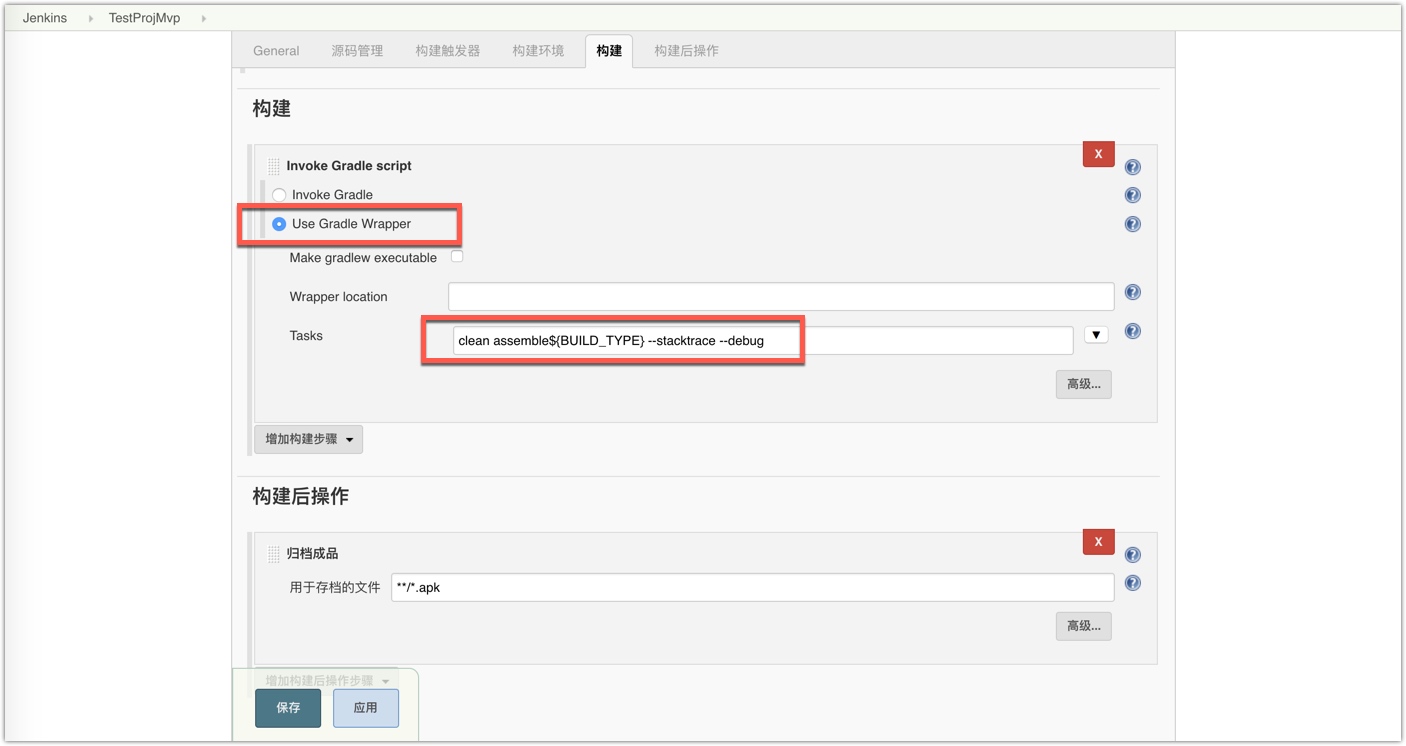 Jenkins TestProjMvp
General 源码管理 构建触发器 构建环境 构建 构建后操作
构建
X
Invoke Gradle script
Invoke Gradle
Use Gradle Wrapper
Make gradlew executable
Wrapper location
Tasks clean assemble${BUILD_TYPE} --stacktrace --debug
高级...
增加构建步骤
构建后操作
X
归档成品
用于存档的文件 **/*.apk
高级...
增加构建后操作步骤
保存 应用